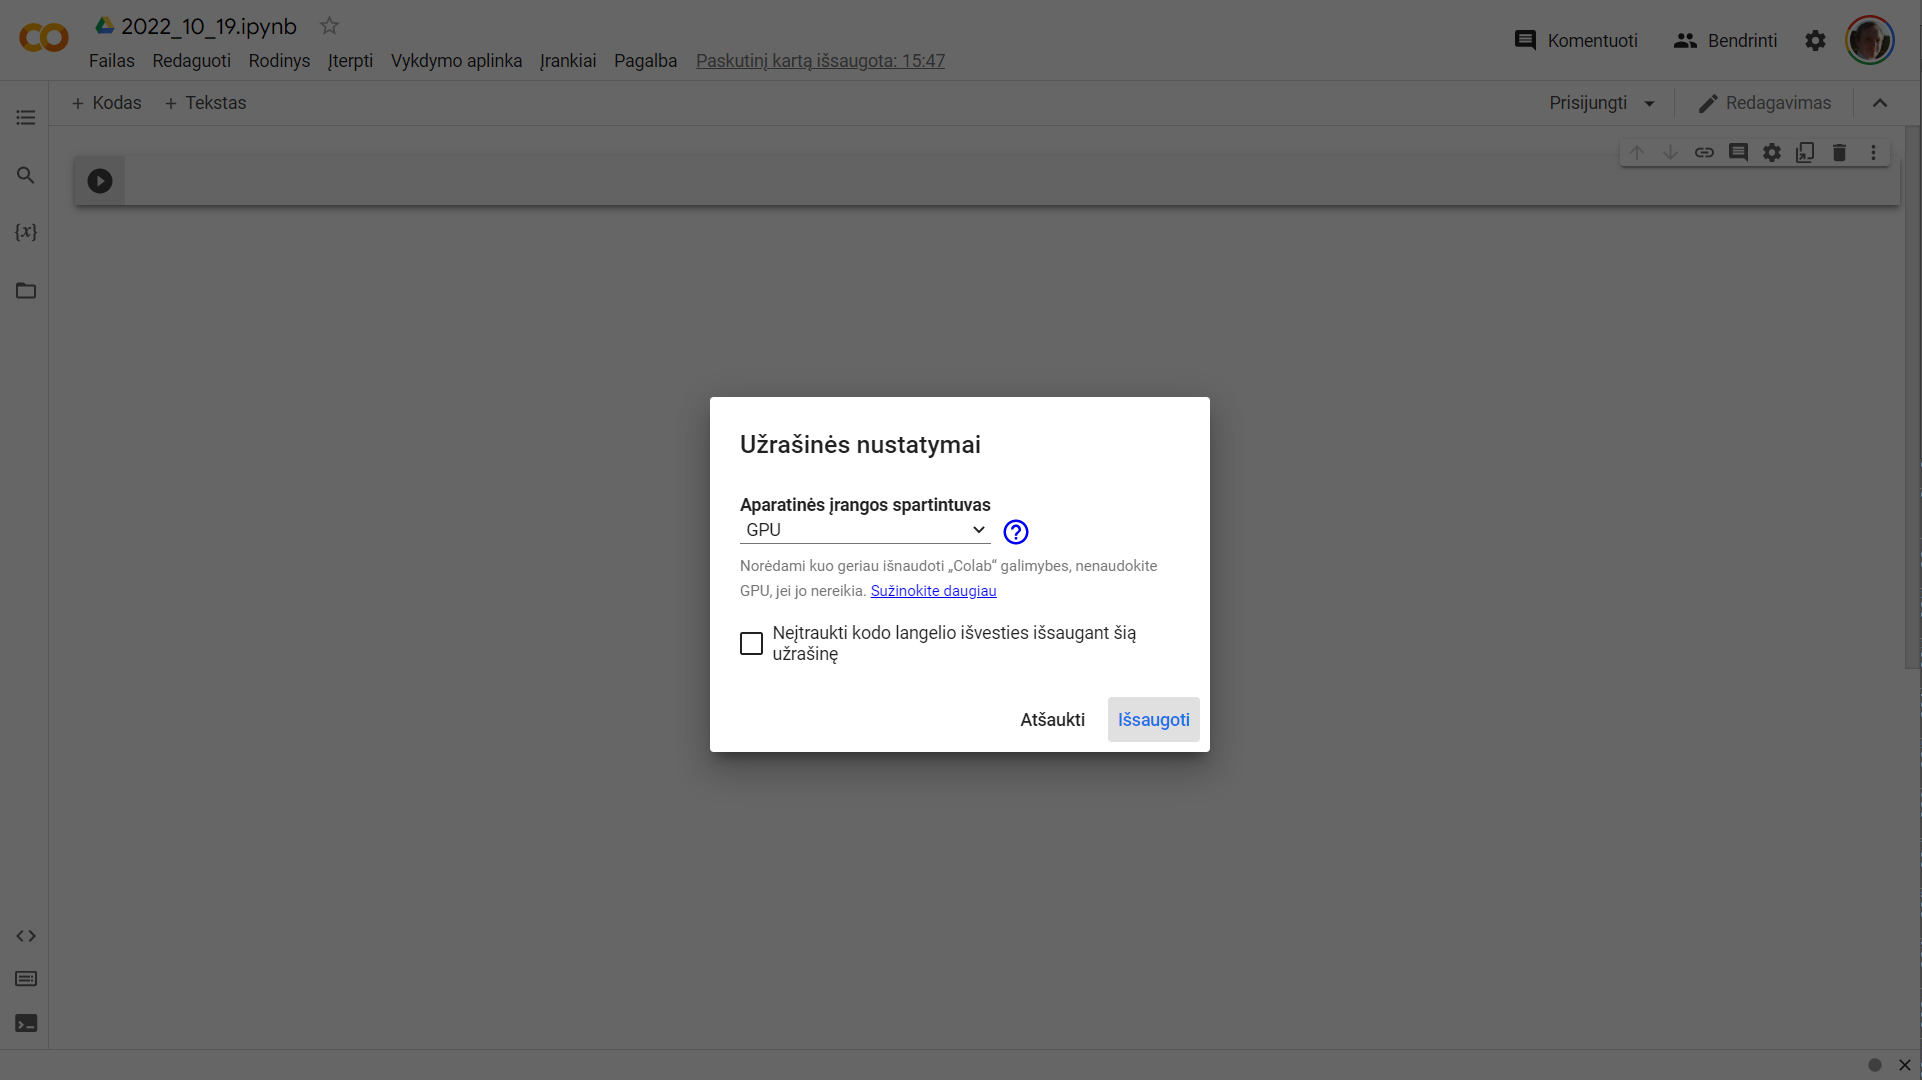 2022_10_19.ipynb
Failas Redaguoti Rodinys Įterpti Vykdymo aplinka Įrankiai Pagalba Paskutinį kartą išsaugota: 15:47
Komentuoti Bendrinti
+ Kodas + Tekstas
Prisijungti Redagavimas
{x}
Užrašinės nustatymai
Aparatinės įrangos spartintuvas
GPU
Norėdami kuo geriau išnaudoti „Colab“ galimybes, nenaudokite
GPU, jei jo nereikia. Sužinokite daugiau
Neįtraukti kodo langelio išvesties išsaugant šią
užrašinę
Atšaukti Išsaugoti